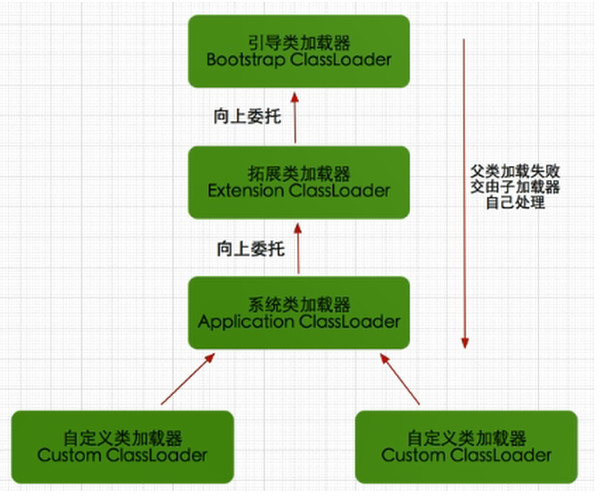 引导类加载器
Bootstrap ClassLoader
向上委托
拓展类加载器
Extension ClassLoader
父类加载失败
交由子加载器
自己处理
向上委托
系统类加载器
Application ClassLoader
自定义类加载器
Custom ClassLoader
自定义类加载器
Custom ClassLoader